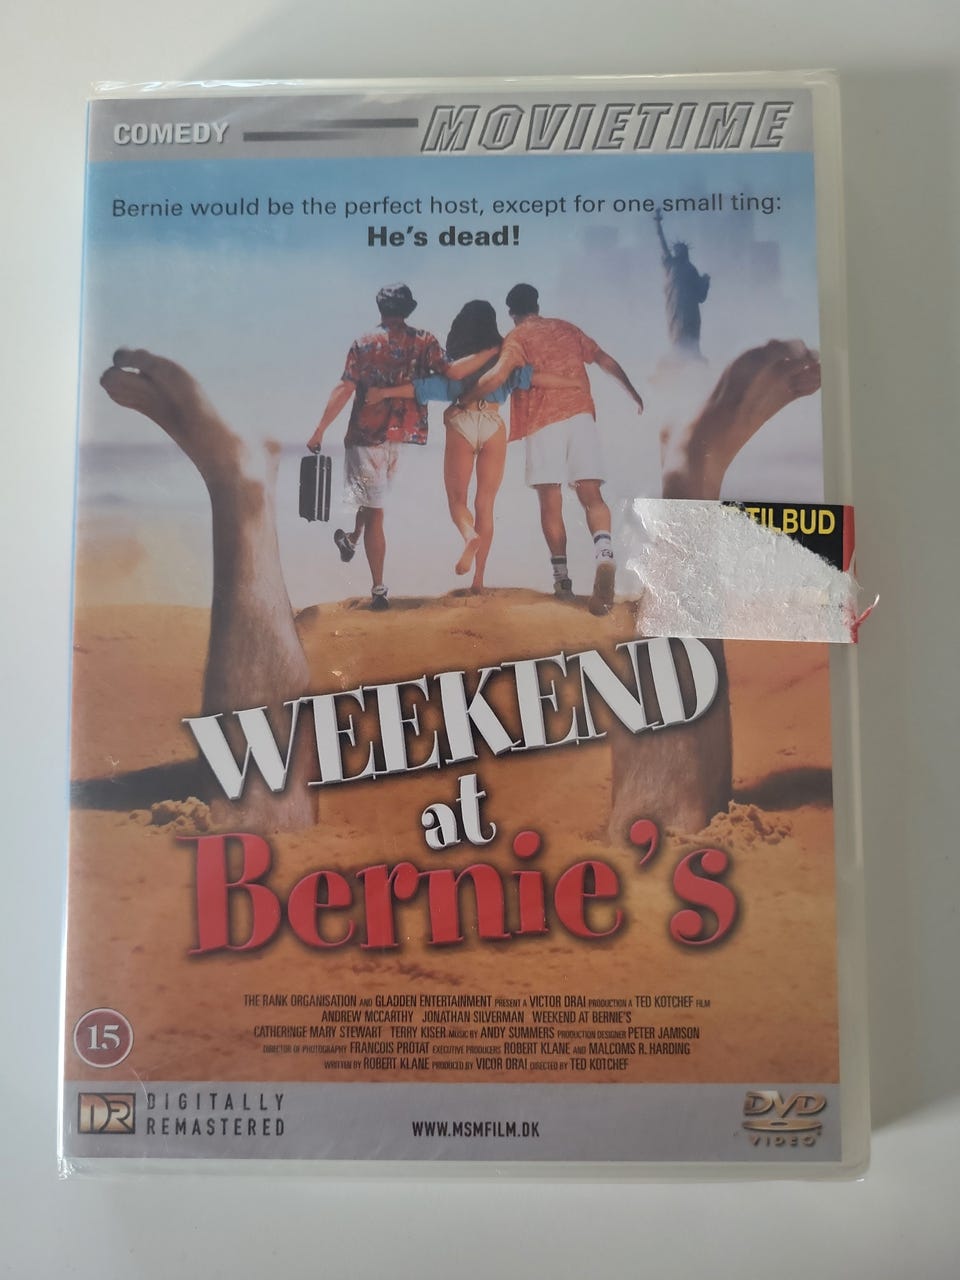 COMEDY MOVIETIME
Bernie would be the perfect host, except for one small ting:
He's dead!
TILBUD
WEEKEND
at
Bernie's
THE RANK ORGANISATION AND GLADDEN ENTERTAINMENT PRESENT A VICTOR DRAI PRODUCTION A TED KOTCHEF FILM
ANDREW MCCARTHY JONATHAN SILVERMAN WEEKEND AT BERNIE'S
CATHERINGE MARY STEWART TERRY KISER MUSIC BY ANDY SUMMERS PRODUCTION DESIGNER PETER JAMISON
DIRECTOR OF PHOTOGRAPHY FRANCOIS PROTAT EXECUTIVE PRODUCERS ROBERT KLANE AND MALCOMS R. HARDING
WRITTEN BY ROBERT KLANE PRODUCED BY VICOR DRAI DIRECTED BY TED KOTCHEF
15
DR DIGITALLY
REMASTERED
WWW.MSMFILM.DK
DVD
VIDEO